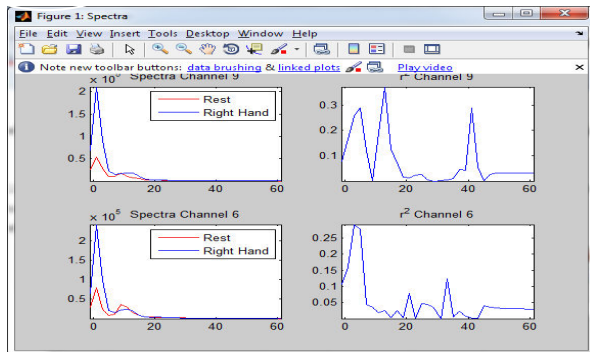 Figure 1: Spectra
File Edit View Insert Tools Desktop Window Help
Note new toolbar buttons: data brushing & linked plots Play video
× 10⁵ Spectra Channel 9
r² Channel 9
2
1.5
1
0.5
0 20 40 60
Rest
Right Hand
0.3
0.2
0.1
0 20 40 60
× 10⁵ Spectra Channel 6
r² Channel 6
2
1.5
1
0.5
0 20 40 60
Rest
Right Hand
0.25
0.2
0.15
0.1
0.05
0 20 40 60